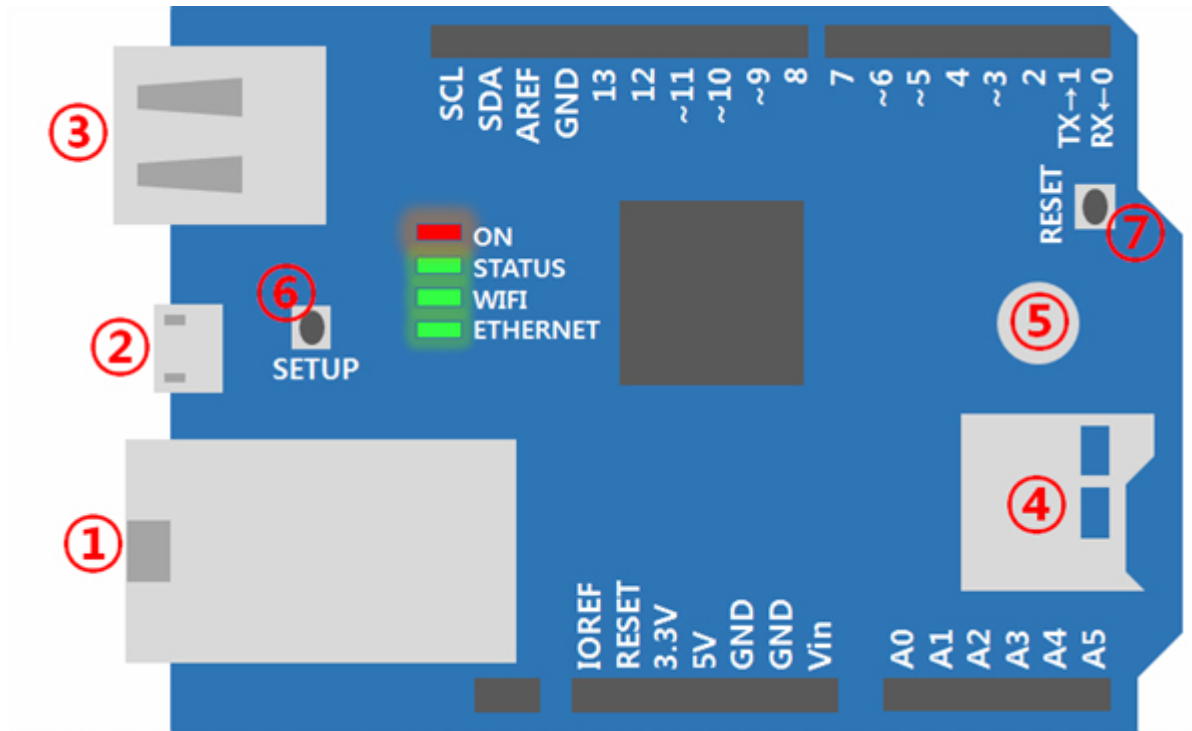 SCL
SDA
AREF
GND
13
12
~11
~10
~9
8
7
~6
~5
4
~3
2
TX→1
RX←0
③
RESET
⑦
ON
STATUS
WIFI
ETHERNET
⑥
SETUP
②
⑤
①
④
IOREF
RESET
3.3V
5V
GND
GND
Vin
A0
A1
A2
A3
A4
A5